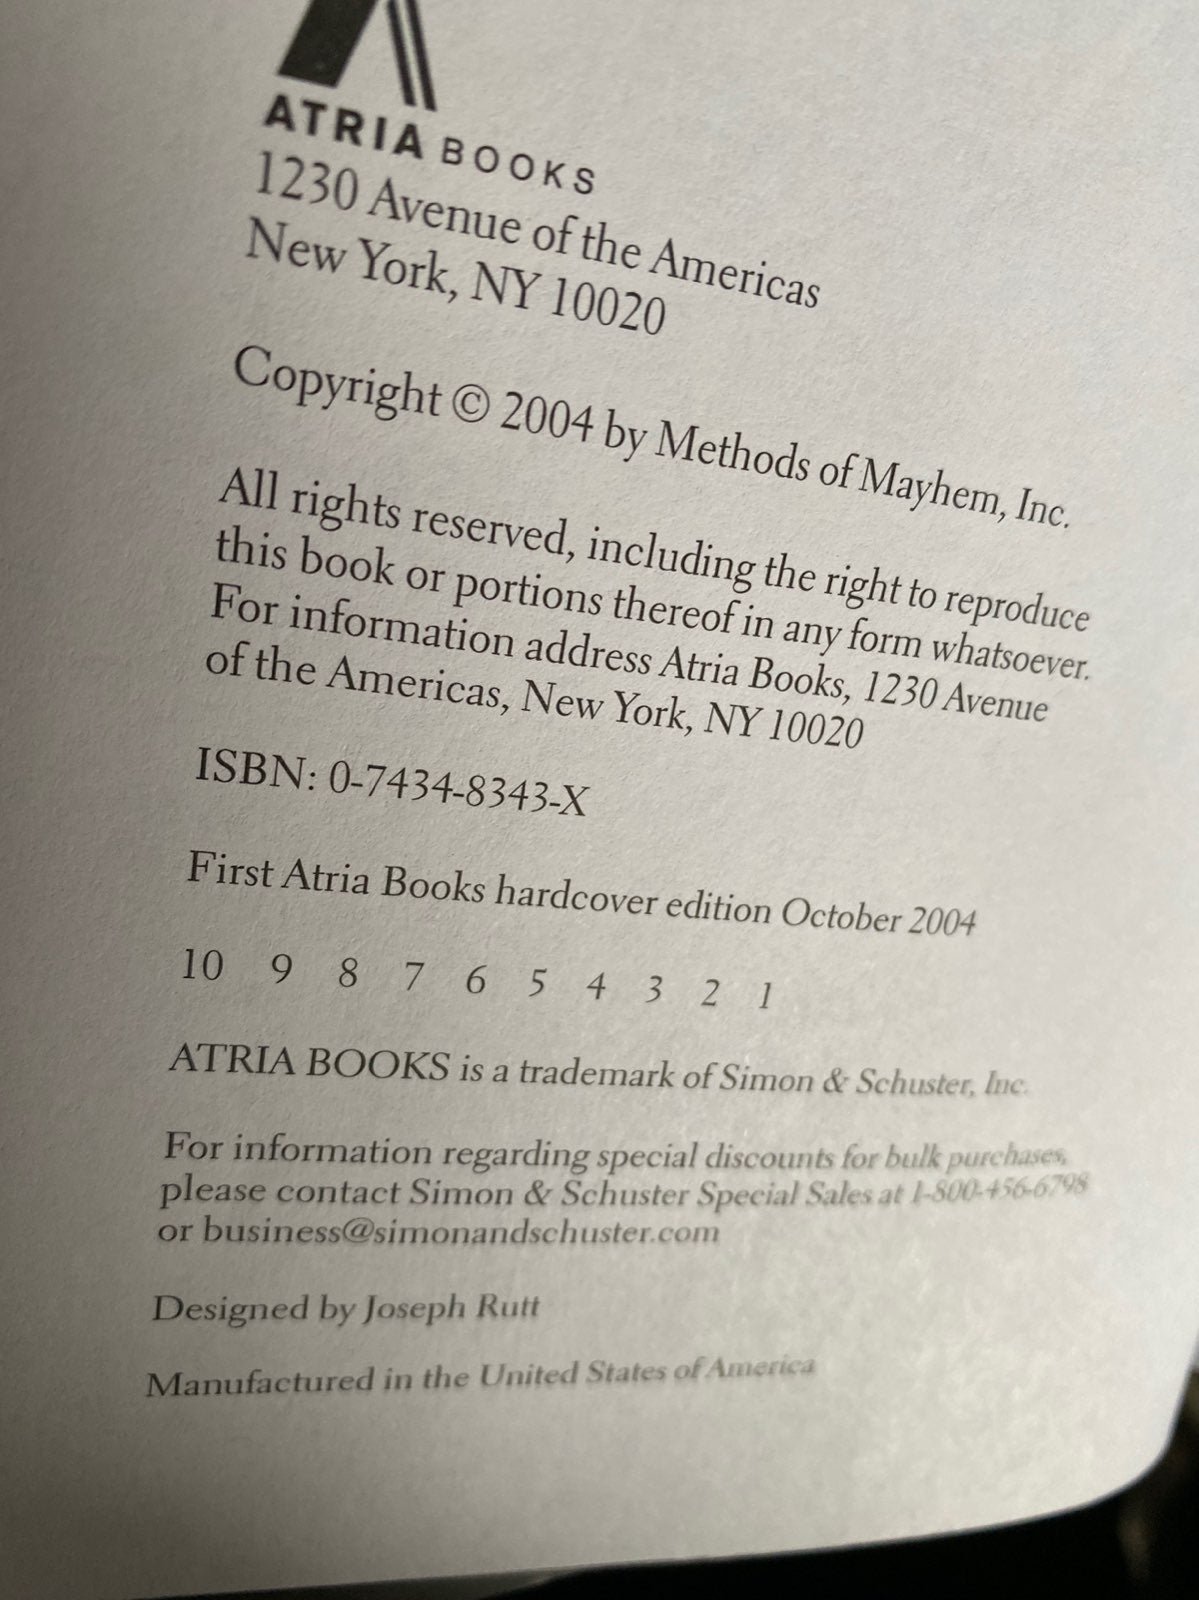 ATRIA BOOKS
1230 Avenue of the Americas
New York, NY 10020
Copyright © 2004 by Methods of Mayhem, Inc.
All rights reserved, including the right to reproduce
this book or portions thereof in any form whatsoever.
For information address Atria Books, 1230 Avenue
of the Americas, New York, NY 10020
ISBN: 0-7434-8343-X
First Atria Books hardcover edition October 2004
10 9 8 7 6 5 4 3 2 1
ATRIA BOOKS is a trademark of Simon & Schuster, Inc.
For information regarding special discounts for bulk purchases,
please contact Simon & Schuster Special Sales at 1-800-456-6798
or business@simonandschuster.com
Designed by Joseph Rutt
Manufactured in the United States of America